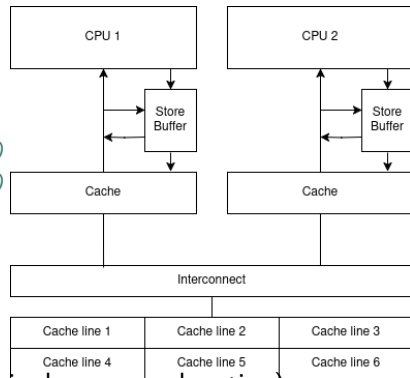 CPU 1
CPU 2
Store
Buffer
Store
Buffer
Cache
Cache
Interconnect
Cache line 1
Cache line 2
Cache line 3
Cache line 4
Cache line 5
Cache line 6